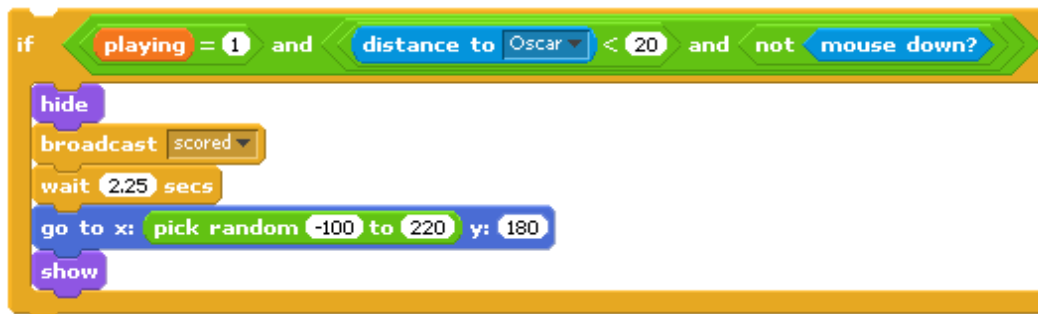 if playing = 1 and distance to Oscar < 20 and not mouse down?
hide
broadcast scored
wait 2.25 secs
go to x: pick random -100 to 220 y: 180
show